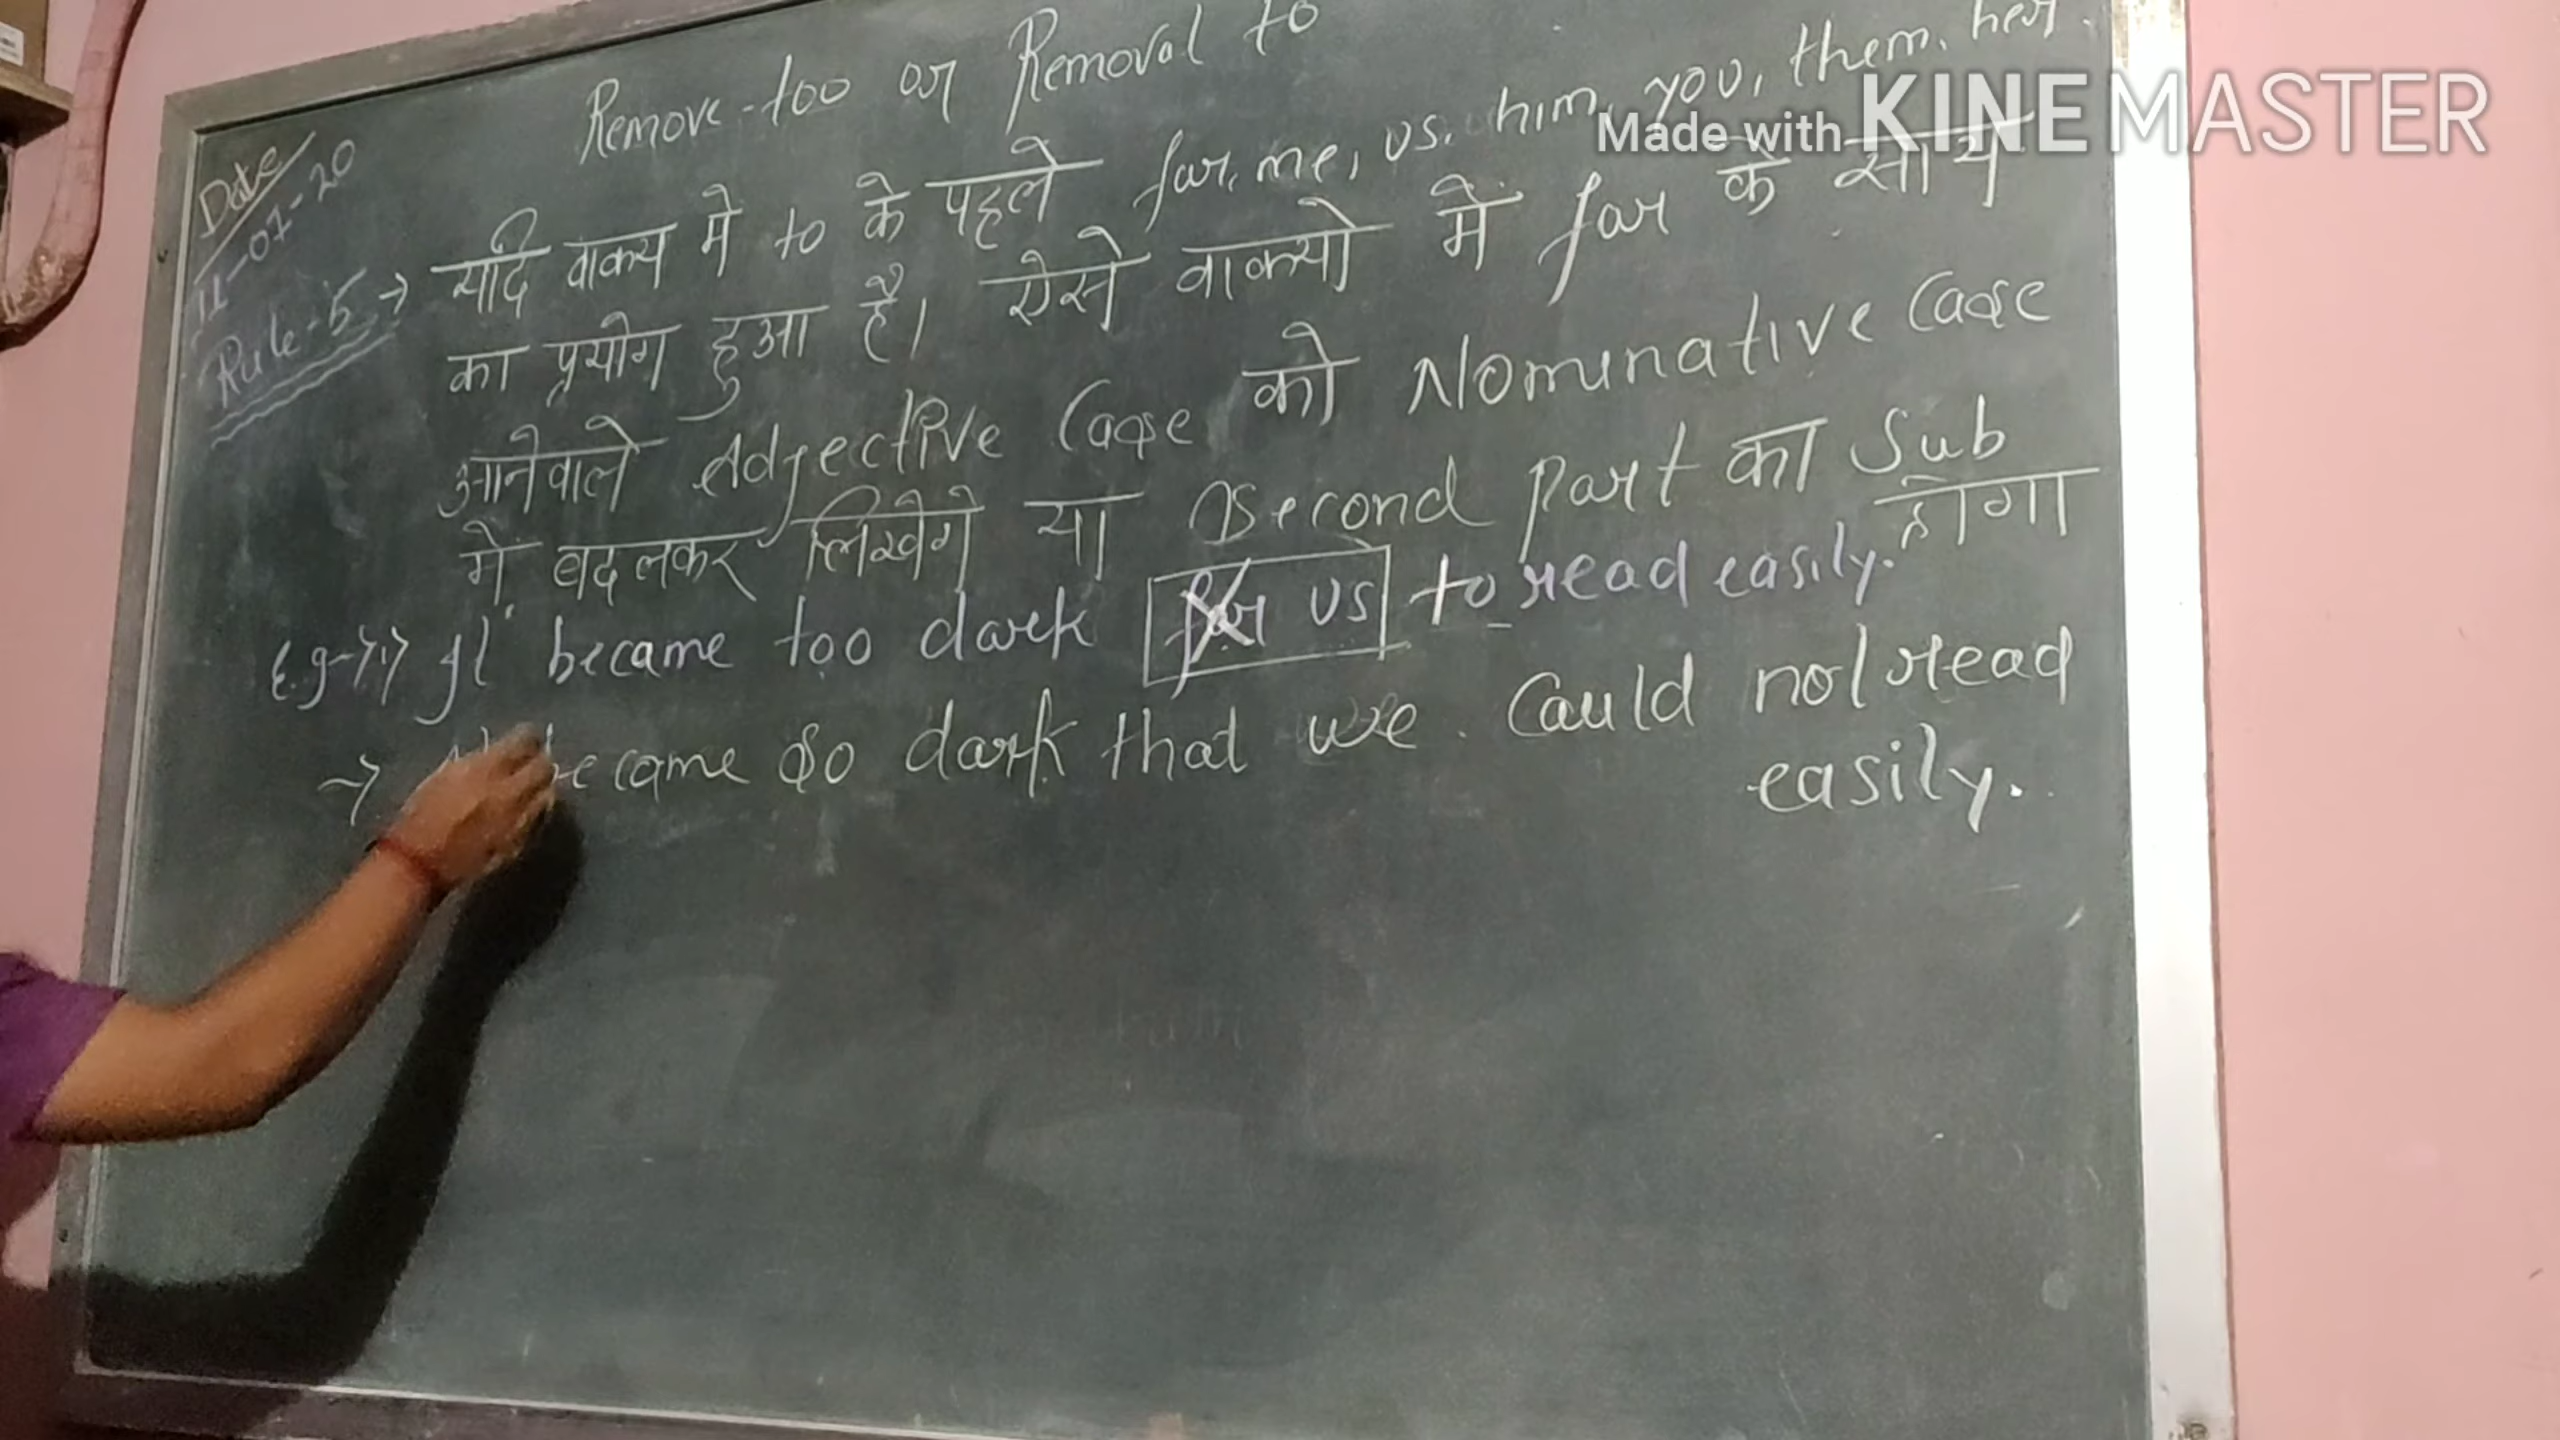 Remove-too or Removal to
Made with KINEMASTER
Date
11-07-20
Rule-5 → यदि वाक्य मे to के पहले for, me, us, him, you, them, her.
का प्रयोग हुआ है। ऐसे वाक्यो में for के साथ
आनेवाले Adjective Case को Nominative Case
में बदलकर लिखेगे या Second Part का Sub होगा
E.g→1) It became too dark for us to read easily.
→ became so dark that we could not read
easily.